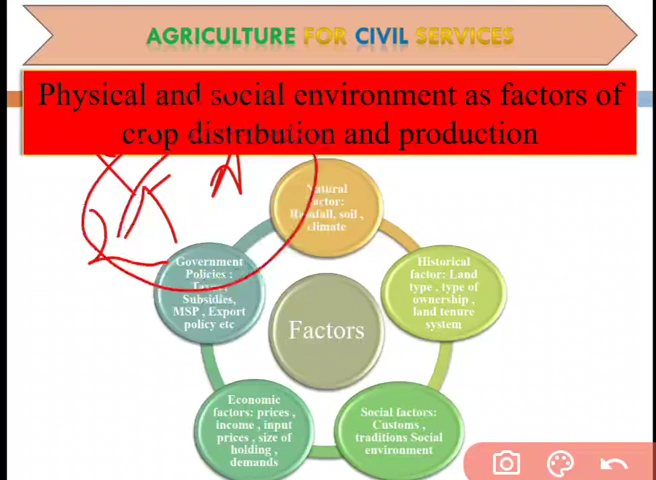 AGRICULTURE FOR CIVIL SERVICES
Physical and social environment as factors of
crop distribution and production
Natural
factor:
Rainfall, soil ,
climate
Historical
factor: Land
type , type of
ownership ,
land tenure
system
Social factors:
Customs ,
traditions Social
environment
Economic
factors: prices ,
income , input
prices , size of
holding ,
demands
Government
Policies :
Taxes,
Subsidies,
MSP , Export
policy etc
Factors